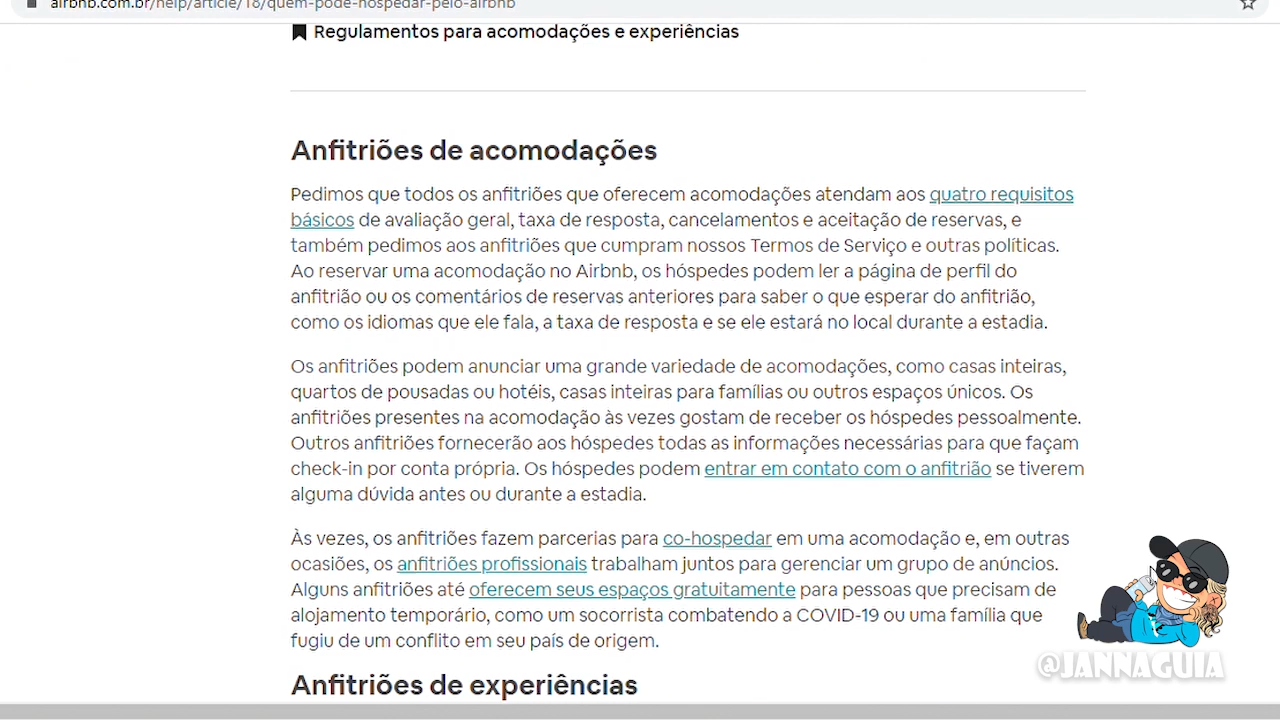 airbnb.com.br/help/article/18/quem-pode-hospedar-pelo-airbnb
Regulamentos para acomodações e experiências
Anfitriões de acomodações
Pedimos que todos os anfitriões que oferecem acomodações atendam aos quatro requisitos
básicos de avaliação geral, taxa de resposta, cancelamentos e aceitação de reservas, e
também pedimos aos anfitriões que cumpram nossos Termos de Serviço e outras políticas.
Ao reservar uma acomodação no Airbnb, os hóspedes podem ler a página de perfil do
anfitrião ou os comentários de reservas anteriores para saber o que esperar do anfitrião,
como os idiomas que ele fala, a taxa de resposta e se ele estará no local durante a estadia.
Os anfitriões podem anunciar uma grande variedade de acomodações, como casas inteiras,
quartos de pousadas ou hotéis, casas inteiras para famílias ou outros espaços únicos. Os
anfitriões presentes na acomodação às vezes gostam de receber os hóspedes pessoalmente.
Outros anfitriões fornecerão aos hóspedes todas as informações necessárias para que façam
check-in por conta própria. Os hóspedes podem entrar em contato com o anfitrião se tiverem
alguma dúvida antes ou durante a estadia.
Às vezes, os anfitriões fazem parcerias para co-hospedar em uma acomodação e, em outras
ocasiões, os anfitriões profissionais trabalham juntos para gerenciar um grupo de anúncios.
Alguns anfitriões até oferecem seus espaços gratuitamente para pessoas que precisam de
alojamento temporário, como um socorrista combatendo a COVID-19 ou uma família que
fugiu de um conflito em seu país de origem.
@JANNAGUIA
Anfitriões de experiências